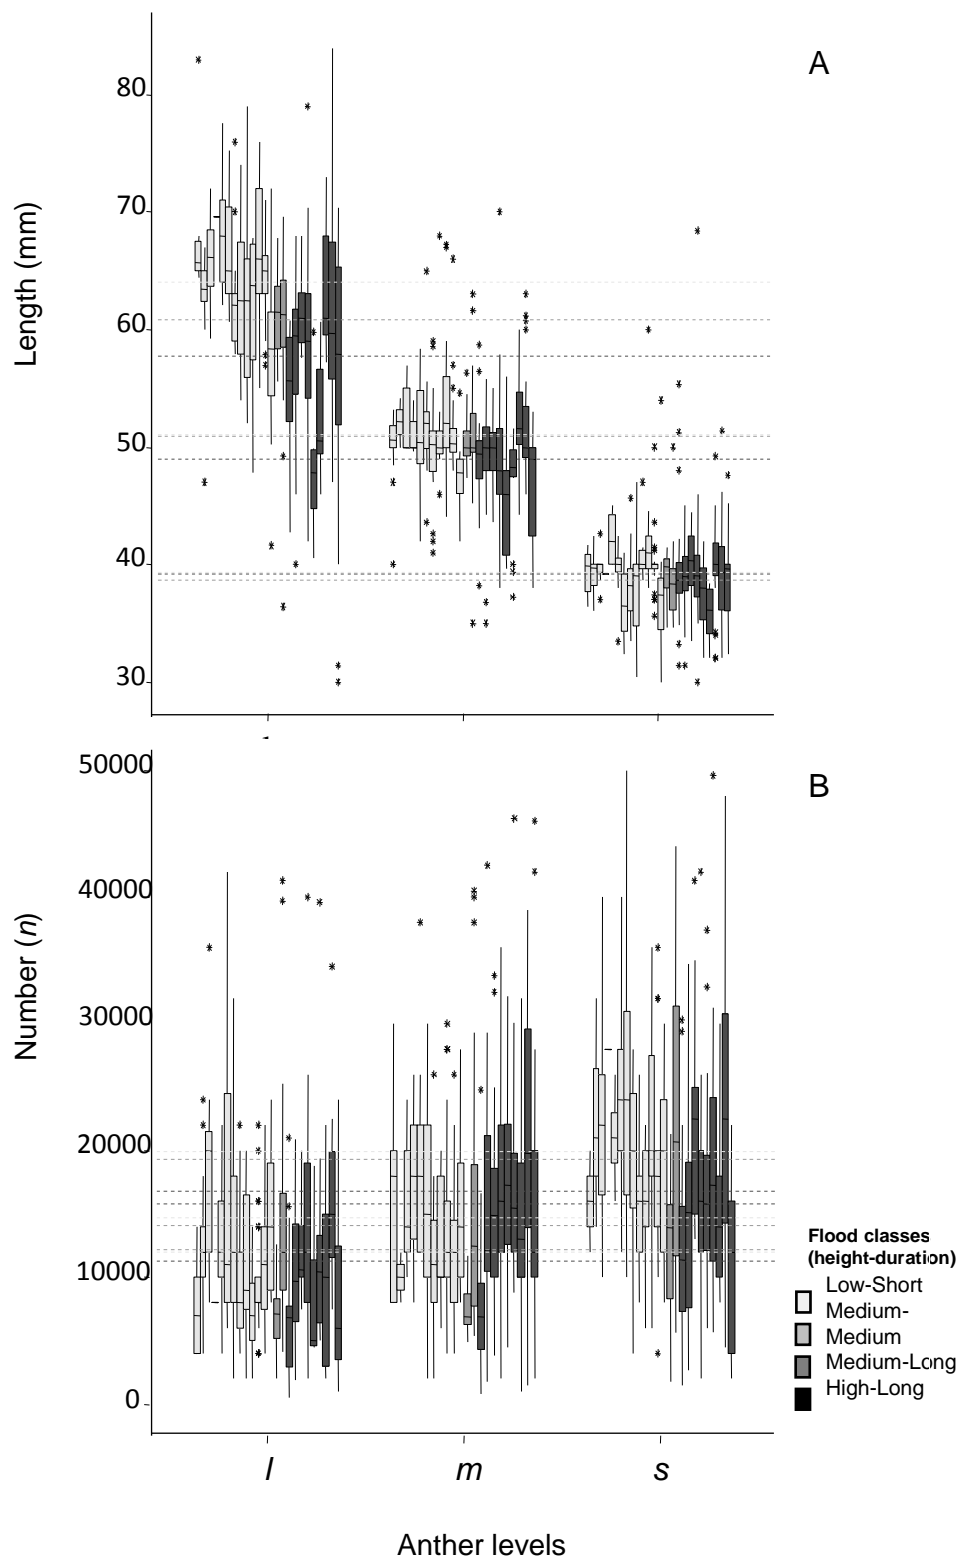 A
80
70
60
50
40
30
Length (mm)
B
50000
40000
30000
20000
10000
0
Number (n)
Flood classes
(height-duration)
Low-Short
Medium-
Medium
Medium-Long
High-Long
l m s
Anther levels